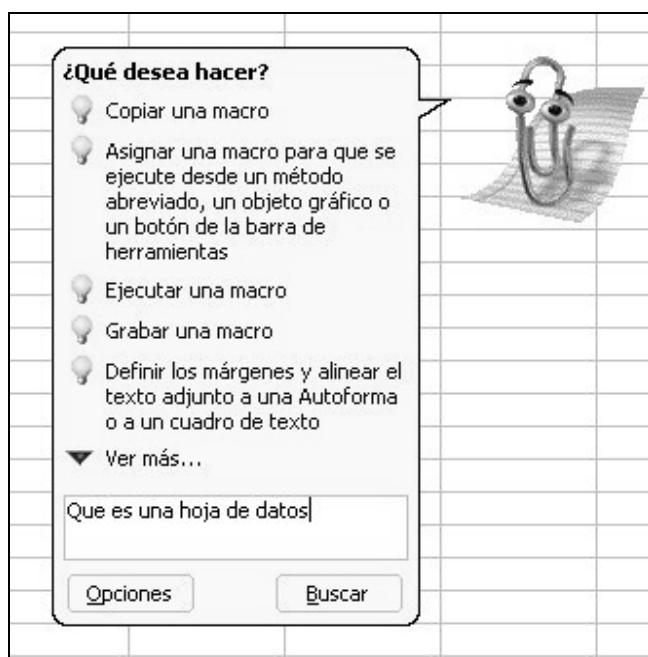 ¿Qué desea hacer?
Copiar una macro
Asignar una macro para que se
ejecute desde un método
abreviado, un objeto gráfico o
un botón de la barra de
herramientas
Ejecutar una macro
Grabar una macro
Definir los márgenes y alinear el
texto adjunto a una Autoforma
o a un cuadro de texto
Ver más...
Que es una hoja de datos
Opciones
Buscar